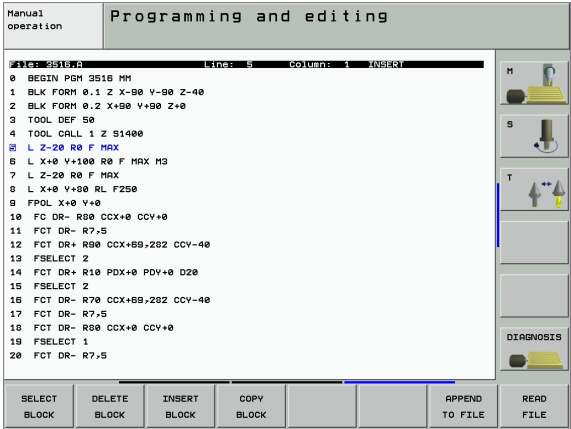 Manual
operation
Programming and editing
File: 3516.A Line: 5 Column: 1 INSERT
0 BEGIN PGM 3516 MM
1 BLK FORM 0.1 Z X-90 Y-90 Z-40
2 BLK FORM 0.2 X+90 Y+90 Z+0
3 TOOL DEF 50
4 TOOL CALL 1 Z S1400
5 L Z-20 R0 F MAX
6 L X+0 Y+100 R0 F MAX M3
7 L Z-20 R0 F MAX
8 L X+0 Y+80 RL F250
9 FPOL X+0 Y+0
10 FC DR- R80 CCX+0 CCY+0
11 FCT DR- R7,5
12 FCT DR+ R90 CCX+69,282 CCY-40
13 FSELECT 2
14 FCT DR+ R10 PDX+0 PDY+0 D20
15 FSELECT 2
16 FCT DR- R70 CCX+69,282 CCY-40
17 FCT DR- R7,5
18 FCT DR- R80 CCX+0 CCY+0
19 FSELECT 1
20 FCT DR- R7,5
M
S
T
DIAGNOSIS
SELECT
BLOCK
DELETE
BLOCK
INSERT
BLOCK
COPY
BLOCK
APPEND
TO FILE
READ
FILE